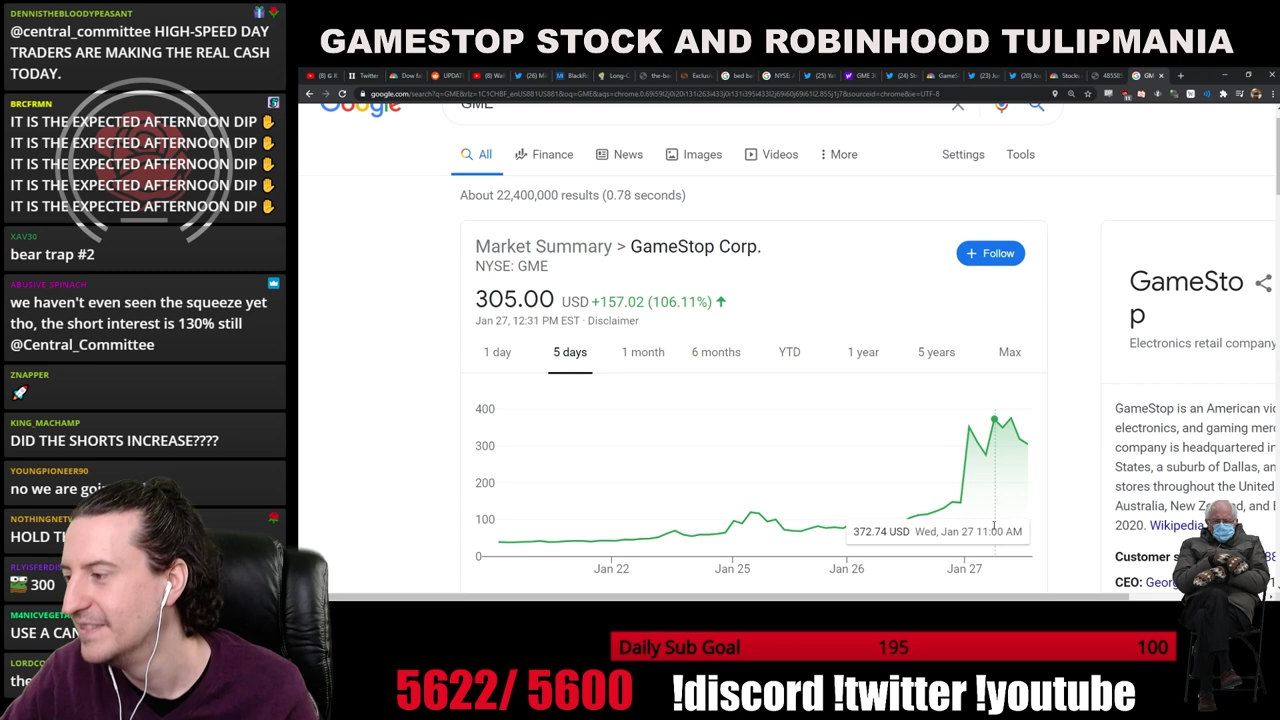 DENNISTHEBLOODYPEASANT
@central_committee HIGH-SPEED DAY
TRADERS ARE MAKING THE REAL CASH
TODAY.
BRCFRMN
IT IS THE EXPECTED AFTERNOON DIP ✋
IT IS THE EXPECTED AFTERNOON DIP ✋
IT IS THE EXPECTED AFTERNOON DIP ✋
IT IS THE EXPECTED AFTERNOON DIP ✋
IT IS THE EXPECTED AFTERNOON DIP ✋
XAV30
bear trap #2
ABUSIVE SPINACH
we haven't even seen the squeeze yet
tho, the short interest is 130% still
@Central_Committee
ZNAPPER
🚀
KING_MACHAMP
DID THE SHORTS INCREASE????
YOUNGPIONEER90
no we are
HOLD
300
USE A
LORDCO
GAMESTOP STOCK AND ROBINHOOD TULIPMANIA
Google
GME
All
Finance
News
Images
Videos
More
Settings
Tools
About 22,400,000 results (0.78 seconds)
Market Summary > GameStop Corp.
NYSE: GME
+ Follow
305.00 USD +157.02 (106.11%) ↑
Jan 27, 12:31 PM EST · Disclaimer
1 day
5 days
1 month
6 months
YTD
1 year
5 years
Max
400
300
200
100
0
372.74 USD Wed, Jan 27 11:00 AM
Jan 22
Jan 25
Jan 26
Jan 27
GameSto
p
Electronics retail company
GameStop is an American
electronics, and gaming
company is headquartered
States, a suburb of Dallas,
stores throughout the United
Australia, New
2020. Wikipedia
Customer
CEO:
Daily Sub Goal 195 100
5622/ 5600 !discord !twitter !youtube